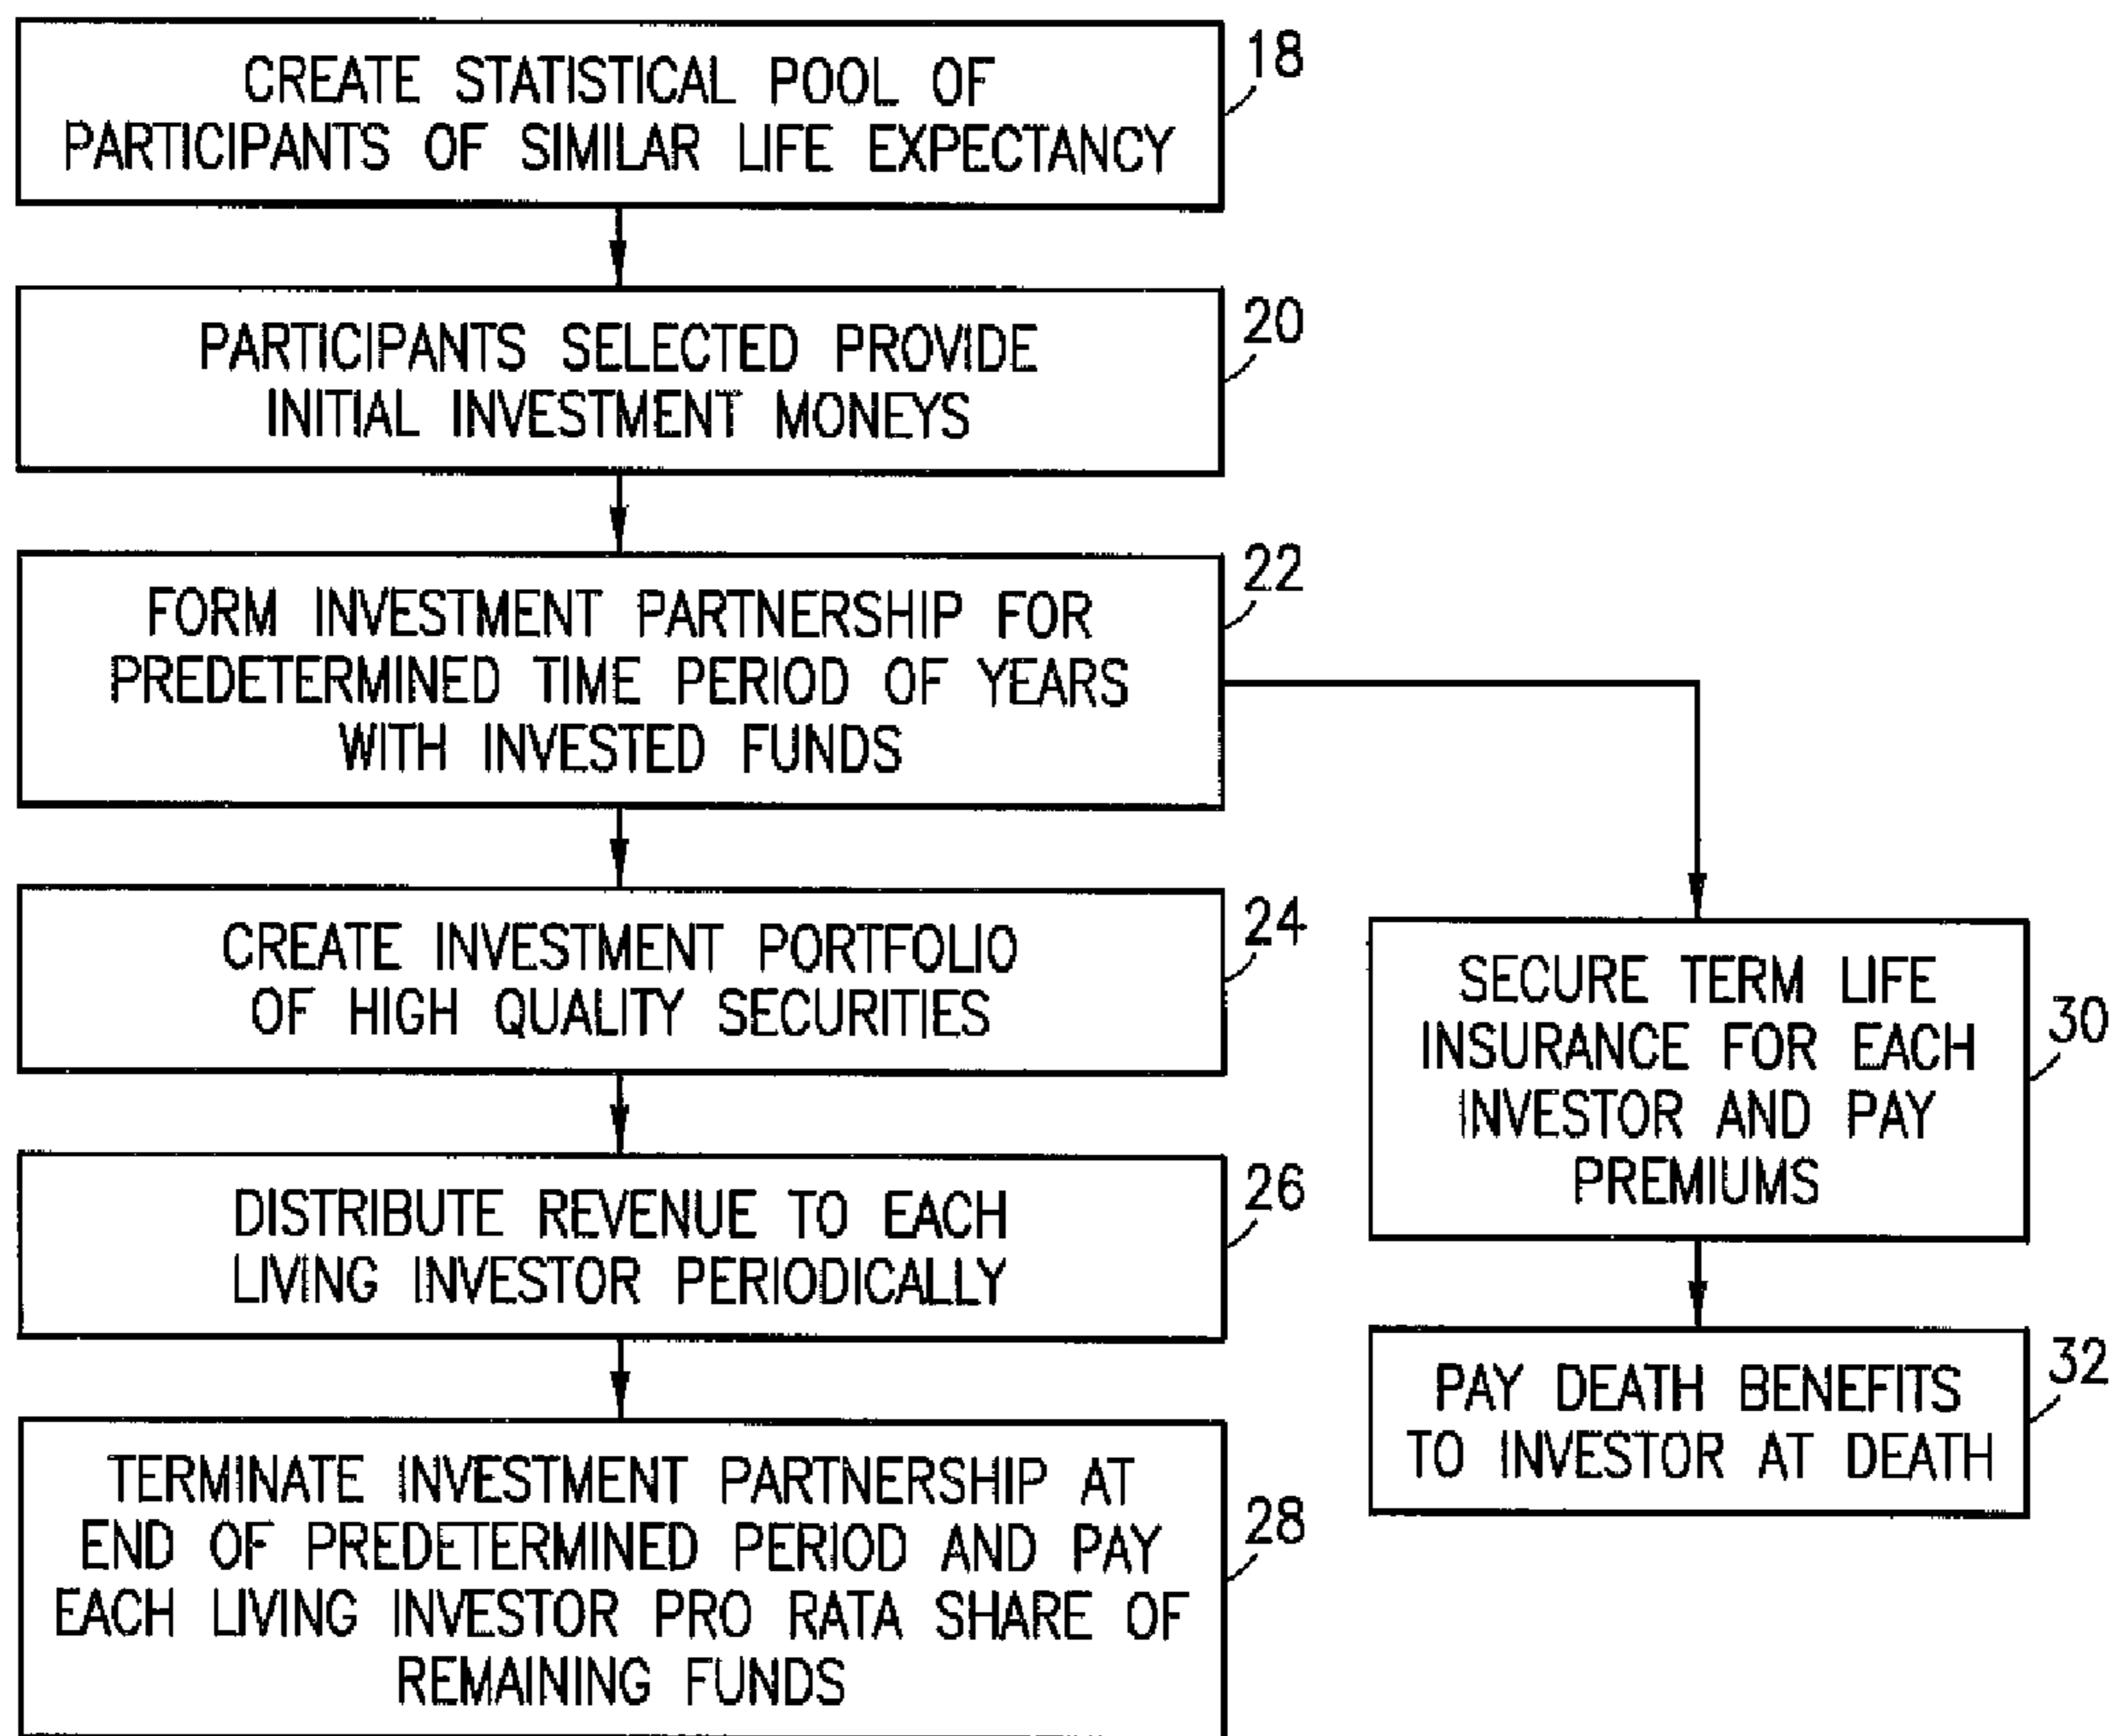 CREATE STATISTICAL POOL OF
PARTICIPANTS OF SIMILAR LIFE EXPECTANCY
18
PARTICIPANTS SELECTED PROVIDE
INITIAL INVESTMENT MONEYS
20
FORM INVESTMENT PARTNERSHIP FOR
PREDETERMINED TIME PERIOD OF YEARS
WITH INVESTED FUNDS
22
CREATE INVESTMENT PORTFOLIO
OF HIGH QUALITY SECURITIES
24
DISTRIBUTE REVENUE TO EACH
LIVING INVESTOR PERIODICALLY
26
TERMINATE INVESTMENT PARTNERSHIP AT
END OF PREDETERMINED PERIOD AND PAY
EACH LIVING INVESTOR PRO RATA SHARE OF
REMAINING FUNDS
28
SECURE TERM LIFE
INSURANCE FOR EACH
INVESTOR AND PAY
PREMIUMS
30
PAY DEATH BENEFITS
TO INVESTOR AT DEATH
32